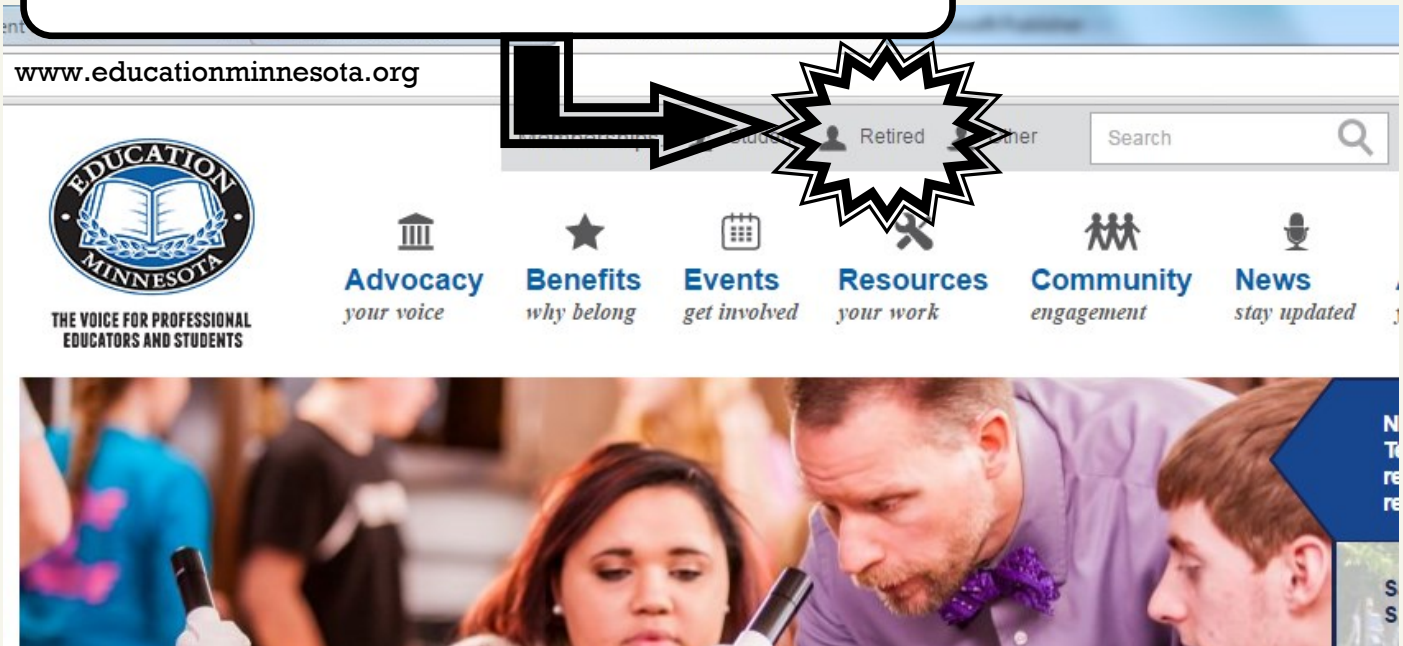 www.educationminnesota.org
Retired
Search
EDUCATION
MINNESOTA
THE VOICE FOR PROFESSIONAL
EDUCATORS AND STUDENTS
Advocacy
your voice
Benefits
why belong
Events
get involved
Resources
your work
Community
engagement
News
stay updated